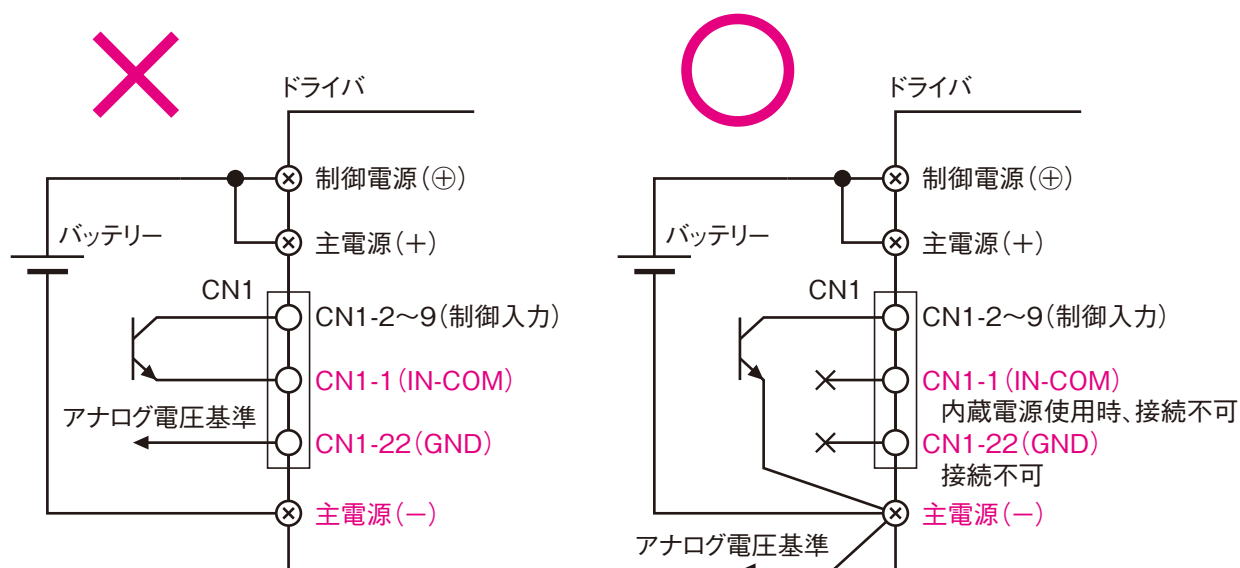 ドライバ
制御電源（⊕）
バッテリー
主電源（＋）
CN1
CN1-2〜9（制御入力）
CN1-1（IN-COM）
アナログ電圧基準
CN1-22（GND）
主電源（－）
ドライバ
制御電源（⊕）
バッテリー
主電源（＋）
CN1
CN1-2〜9（制御入力）
CN1-1（IN-COM）
内蔵電源使用時、接続不可
CN1-22（GND）
接続不可
主電源（－）
アナログ電圧基準